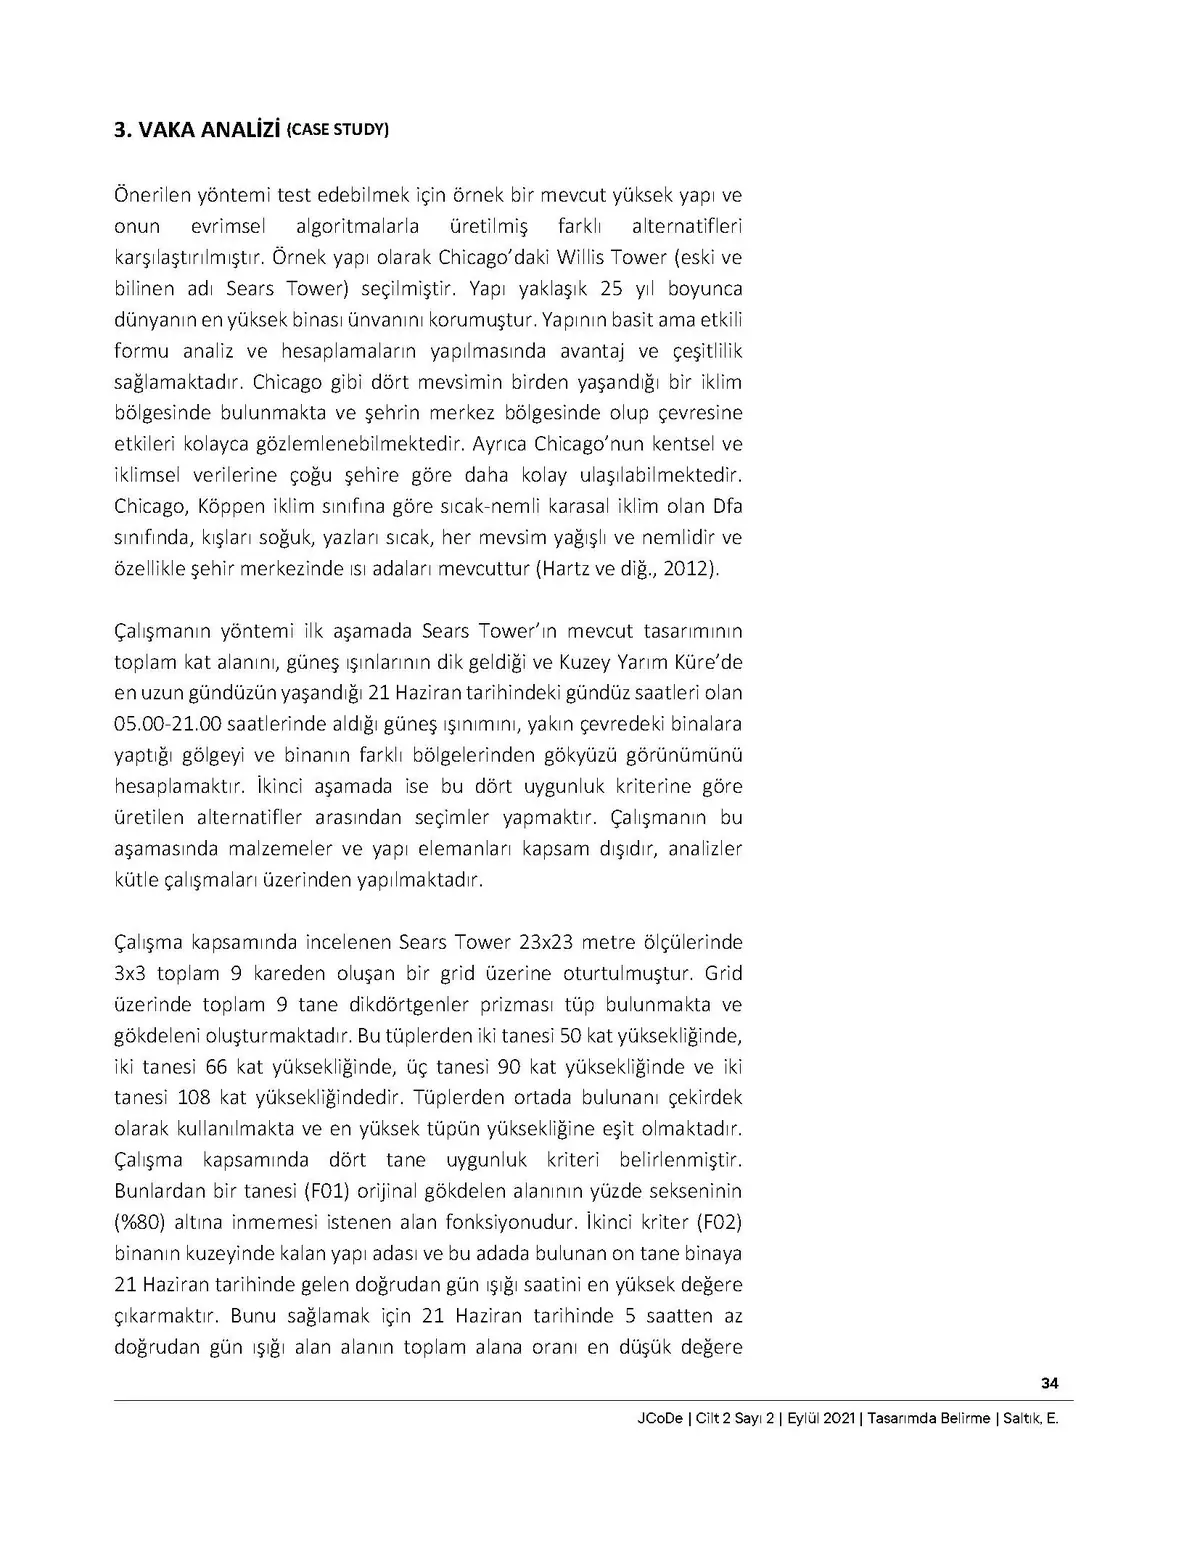 3. VAKA ANALİZİ (CASE STUDY)
Önerilen yöntemi test edebilmek için örnek bir mevcut yüksek yapı ve
onun evrimsel algoritmalarla üretilmiş farklı alternatifleri
karşılaştırılmıştır. Örnek yapı olarak Chicago’daki Willis Tower (eski ve
bilinen adı Sears Tower) seçilmiştir. Yapı yaklaşık 25 yıl boyunca
dünyanın en yüksek binası ünvanını korumuştur. Yapının basit ama etkili
formu analiz ve hesaplamaların yapılmasında avantaj ve çeşitlilik
sağlamaktadır. Chicago gibi dört mevsimin birden yaşandığı bir iklim
bölgesinde bulunmakta ve şehrin merkez bölgesinde olup çevresine
etkileri kolayca gözlemlenebilmektedir. Ayrıca Chicago’nun kentsel ve
iklimsel verilerine çoğu şehire göre daha kolay ulaşılabilmektedir.
Chicago, Köppen iklim sınıfına göre sıcak-nemli karasal iklim olan Dfa
sınıfında, kışları soğuk, yazları sıcak, her mevsim yağışlı ve nemlidir ve
özellikle şehir merkezinde ısı adaları mevcuttur (Hartz ve diğ., 2012).
Çalışmanın yöntemi ilk aşamada Sears Tower’ın mevcut tasarımının
toplam kat alanını, güneş ışınlarının dik geldiği ve Kuzey Yarım Küre’de
en uzun gündüzün yaşandığı 21 Haziran tarihindeki gündüz saatleri olan
05.00-21.00 saatlerinde aldığı güneş ışınımını, yakın çevredeki binalara
yaptığı gölgeyi ve binanın farklı bölgelerinden gökyüzü görünümünü
hesaplamaktır. İkinci aşamada ise bu dört uygunluk kriterine göre
üretilen alternatifler arasından seçimler yapmaktır. Çalışmanın bu
aşamasında malzemeler ve yapı elemanları kapsam dışıdır, analizler
kütle çalışmaları üzerinden yapılmaktadır.
Çalışma kapsamında incelenen Sears Tower 23x23 metre ölçülerinde
3x3 toplam 9 kareden oluşan bir grid üzerine oturtulmuştur. Grid
üzerinde toplam 9 tane dikdörtgenler prizması tüp bulunmakta ve
gökdeleni oluşturmaktadır. Bu tüplerden iki tanesi 50 kat yüksekliğinde,
iki tanesi 66 kat yüksekliğinde, üç tanesi 90 kat yüksekliğinde ve iki
tanesi 108 kat yüksekliğindedir. Tüplerden ortada bulunanı çekirdek
olarak kullanılmakta ve en yüksek tüpün yüksekliğine eşit olmaktadır.
Çalışma kapsamında dört tane uygunluk kriteri belirlenmiştir.
Bunlardan bir tanesi (F01) orijinal gökdelen alanının yüzde sekseninin
(%80) altına inmemesi istenen alan fonksiyonudur. İkinci kriter (F02)
binanın kuzeyinde kalan yapı adası ve bu adada bulunan on tane binaya
21 Haziran tarihinde gelen doğrudan gün ışığı saatini en yüksek değere
çıkarmaktır. Bunu sağlamak için 21 Haziran tarihinde 5 saatten az
doğrudan gün ışığı alan alanın toplam alana oranı en düşük değere
34
JCoDe | Cilt 2 Sayı 2 | Eylül 2021 | Tasarımda Belirme | Saltık, E.